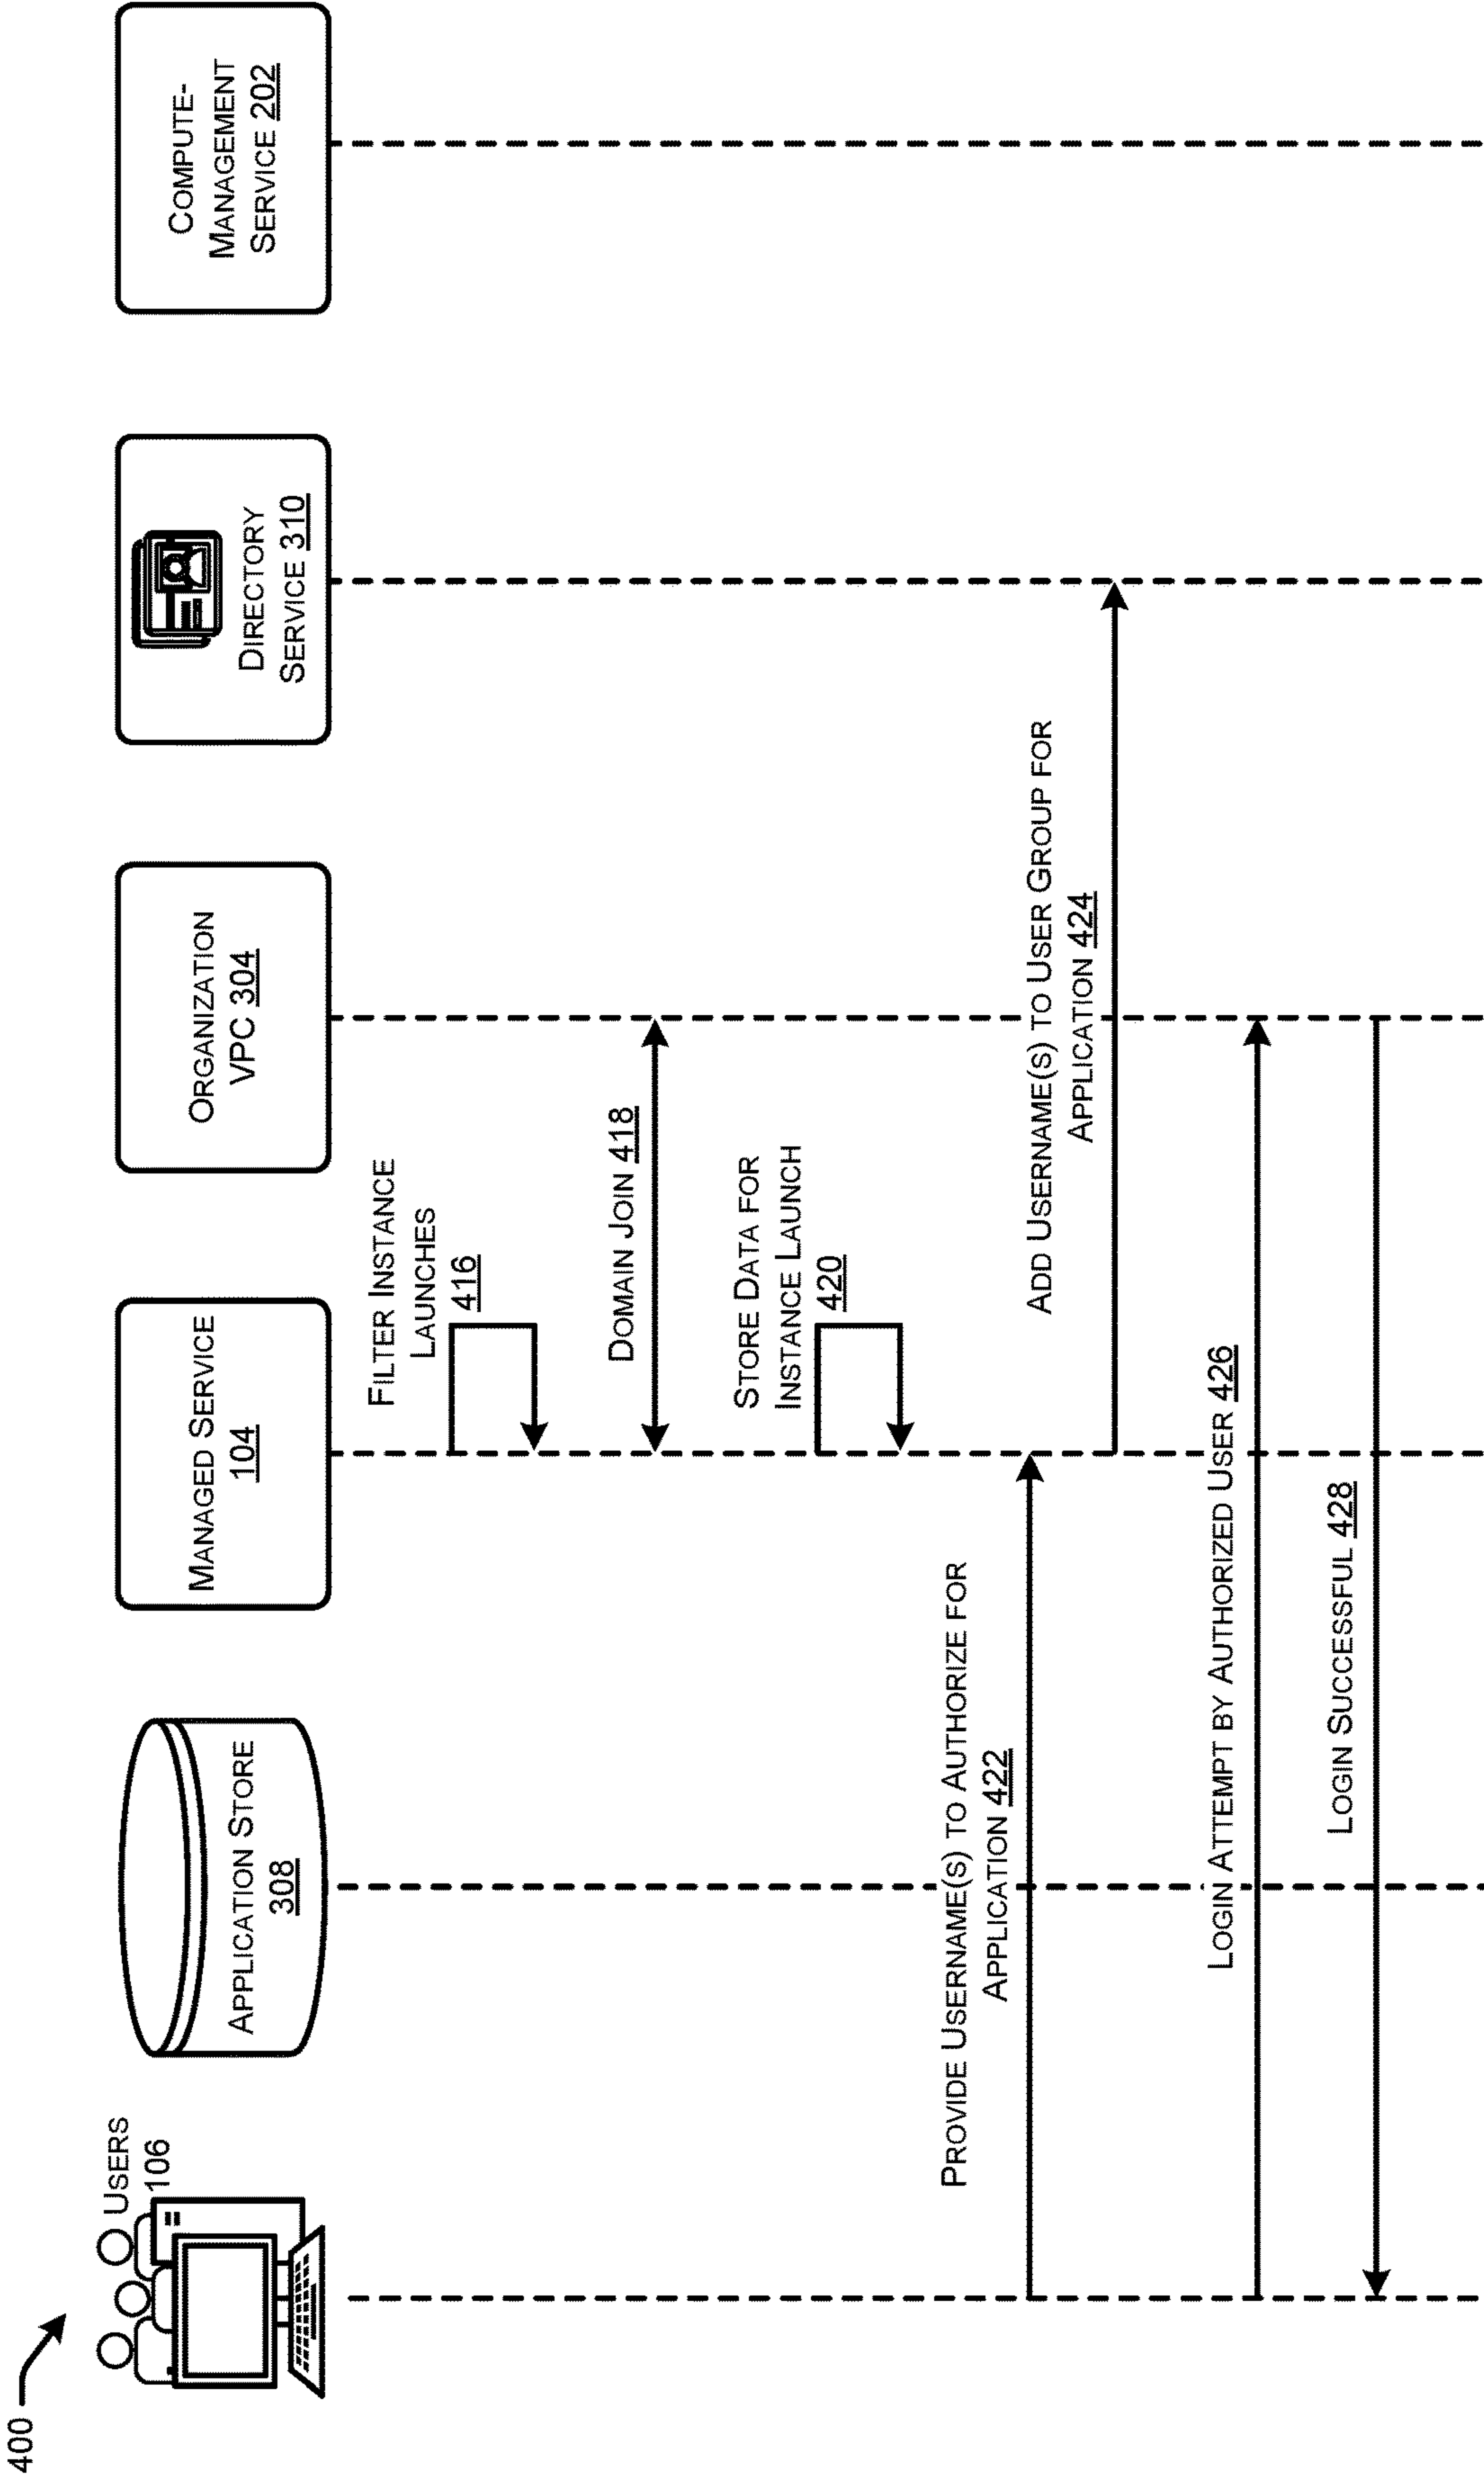 400
USERS
106
APPLICATION STORE
308
MANAGED SERVICE
104
ORGANIZATION
VPC 304
DIRECTORY
SERVICE 310
COMPUTE-
MANAGEMENT
SERVICE 202
FILTER INSTANCE
LAUNCHES
416
DOMAIN JOIN 418
STORE DATA FOR
INSTANCE LAUNCH
420
PROVIDE USERNAME(S) TO AUTHORIZE FOR
APPLICATION 422
ADD USERNAME(S) TO USER GROUP FOR
APPLICATION 424
LOGIN ATTEMPT BY AUTHORIZED USER 426
LOGIN SUCCESSFUL 428